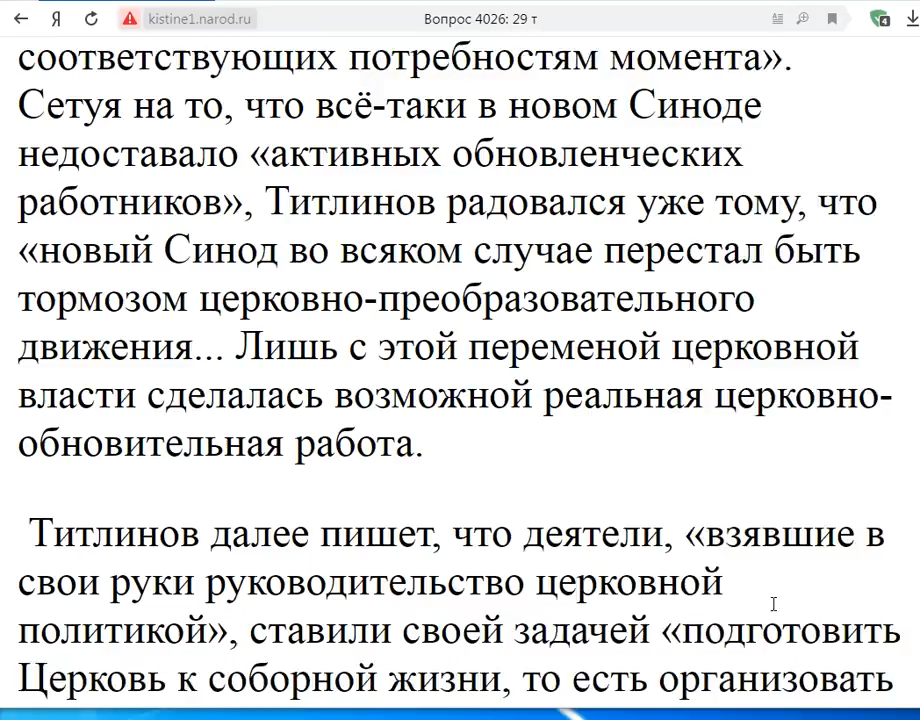 kistine1.narod.ru
Вопрос 4026: 29 т
4
соответствующих потребностям момента».
Сетуя на то, что всё-таки в новом Синоде
недоставало «активных обновленческих
работников», Титлинов радовался уже тому, что
«новый Синод во всяком случае перестал быть
тормозом церковно-преобразовательного
движения... Лишь с этой переменой церковной
власти сделалась возможной реальная церковно-
обновительная работа.
Титлинов далее пишет, что деятели, «взявшие в
свои руки руководительство церковной
политикой», ставили своей задачей «подготовить
Церковь к соборной жизни, то есть организовать